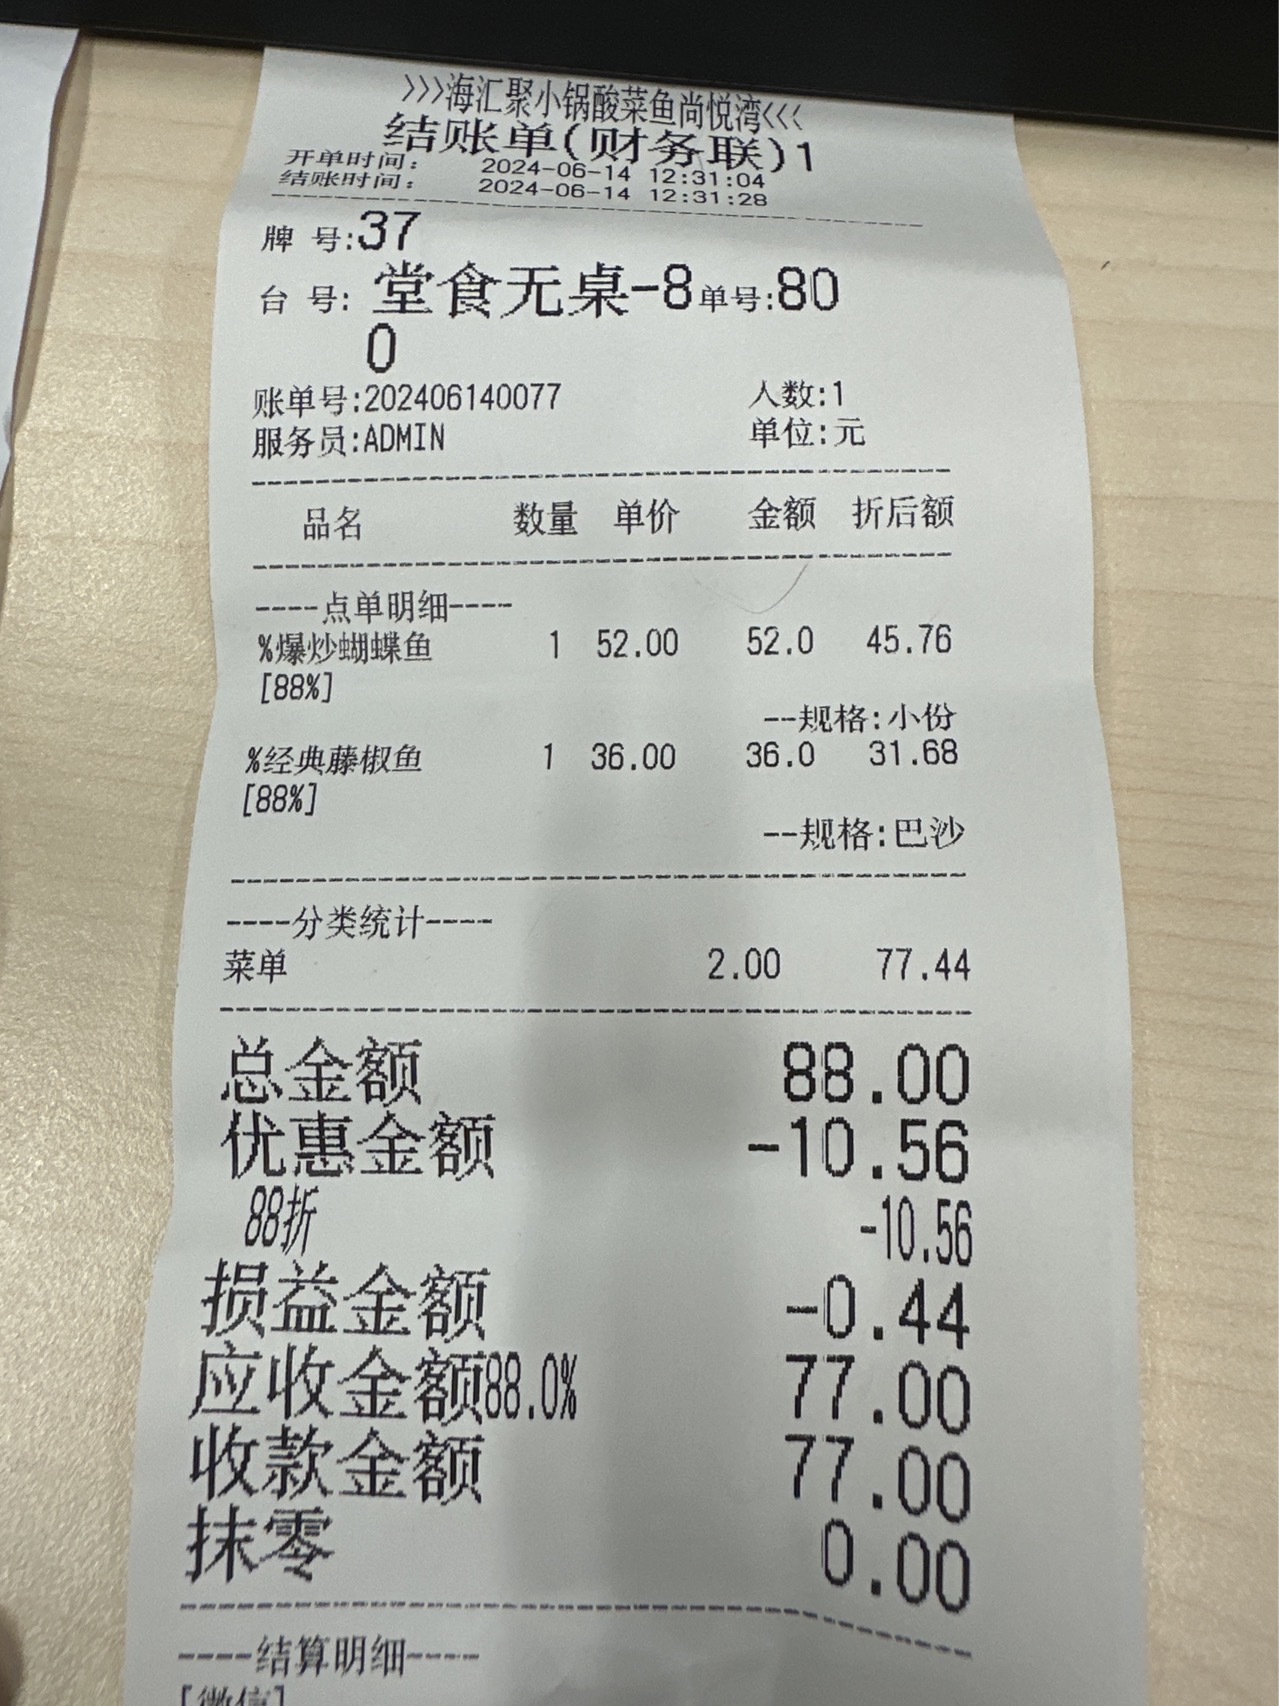 >>>海汇聚小锅酸菜鱼尚悦湾<<<
结账单(财务联)1
开单时间: 2024-06-14 12:31:04
结账时间: 2024-06-14 12:31:28
牌 号:37
台 号: 堂食无桌-8 单号:80
0
账单号:202406140077 人数:1
服务员:ADMIN 单位:元
品名 数量 单价 金额 折后额
----点单明细----
%爆炒蝴蝶鱼 1 52.00 52.0 45.76
[88%]
--规格:小份
%经典藤椒鱼 1 36.00 36.0 31.68
[88%]
--规格:巴沙
----分类统计----
菜单 2.00 77.44
总金额 88.00
优惠金额 -10.56
88折 -10.56
损益金额 -0.44
应收金额88.0% 77.00
收款金额 77.00
抹零 0.00
----结算明细----
[微信]